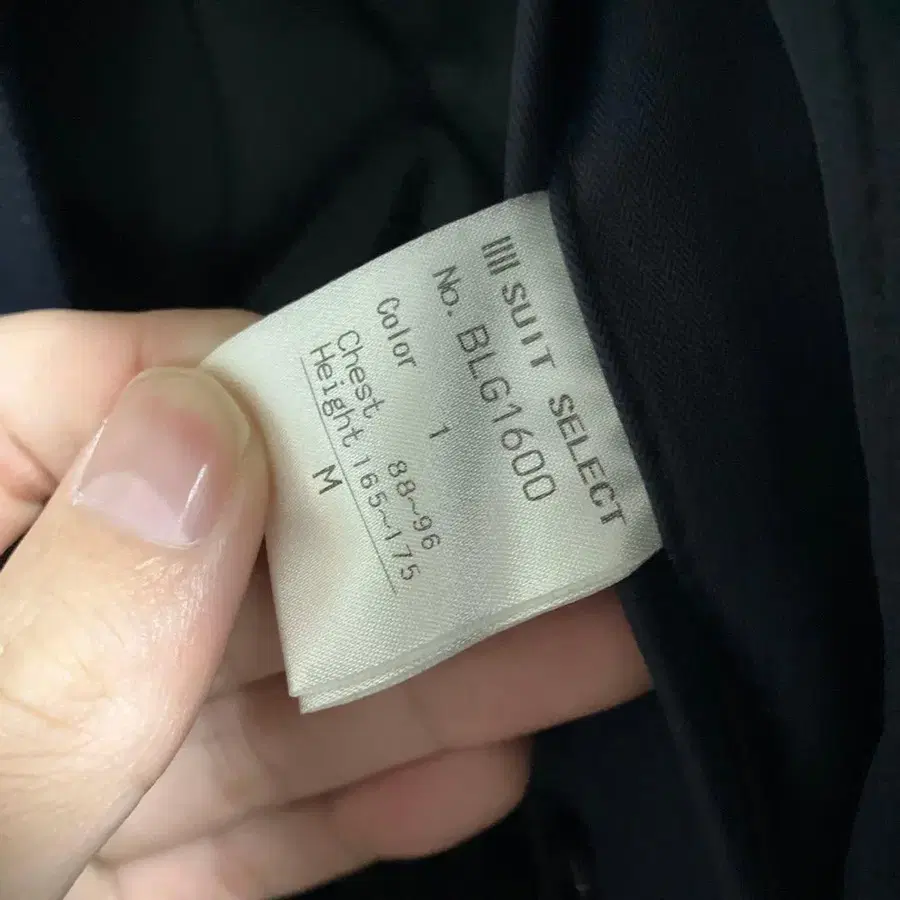 SUIT SELECT
No. BLG1600
Color 1
Chest 88~96
Height 165~175
M